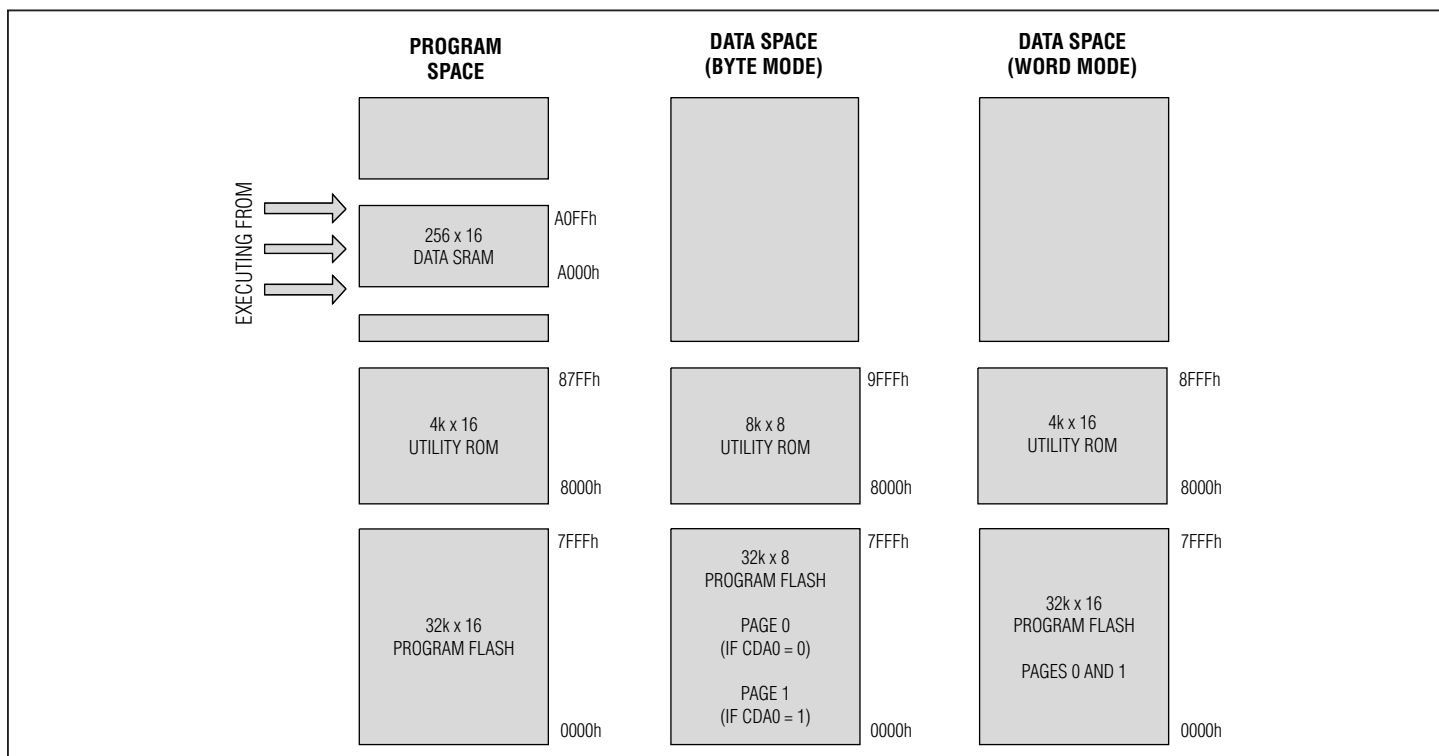 PROGRAM
SPACE
DATA SPACE
(BYTE MODE)
DATA SPACE
(WORD MODE)
EXECUTING FROM
A0FFh
256 x 16
DATA SRAM
A000h
87FFh
4k x 16
UTILITY ROM
8000h
9FFFh
8k x 8
UTILITY ROM
8000h
8FFFh
4k x 16
UTILITY ROM
8000h
7FFFh
32k x 16
PROGRAM FLASH
0000h
7FFFh
32k x 8
PROGRAM FLASH
PAGE 0
(IF CDA0 = 0)
PAGE 1
(IF CDA0 = 1)
0000h
7FFFh
32k x 16
PROGRAM FLASH
PAGES 0 AND 1
0000h